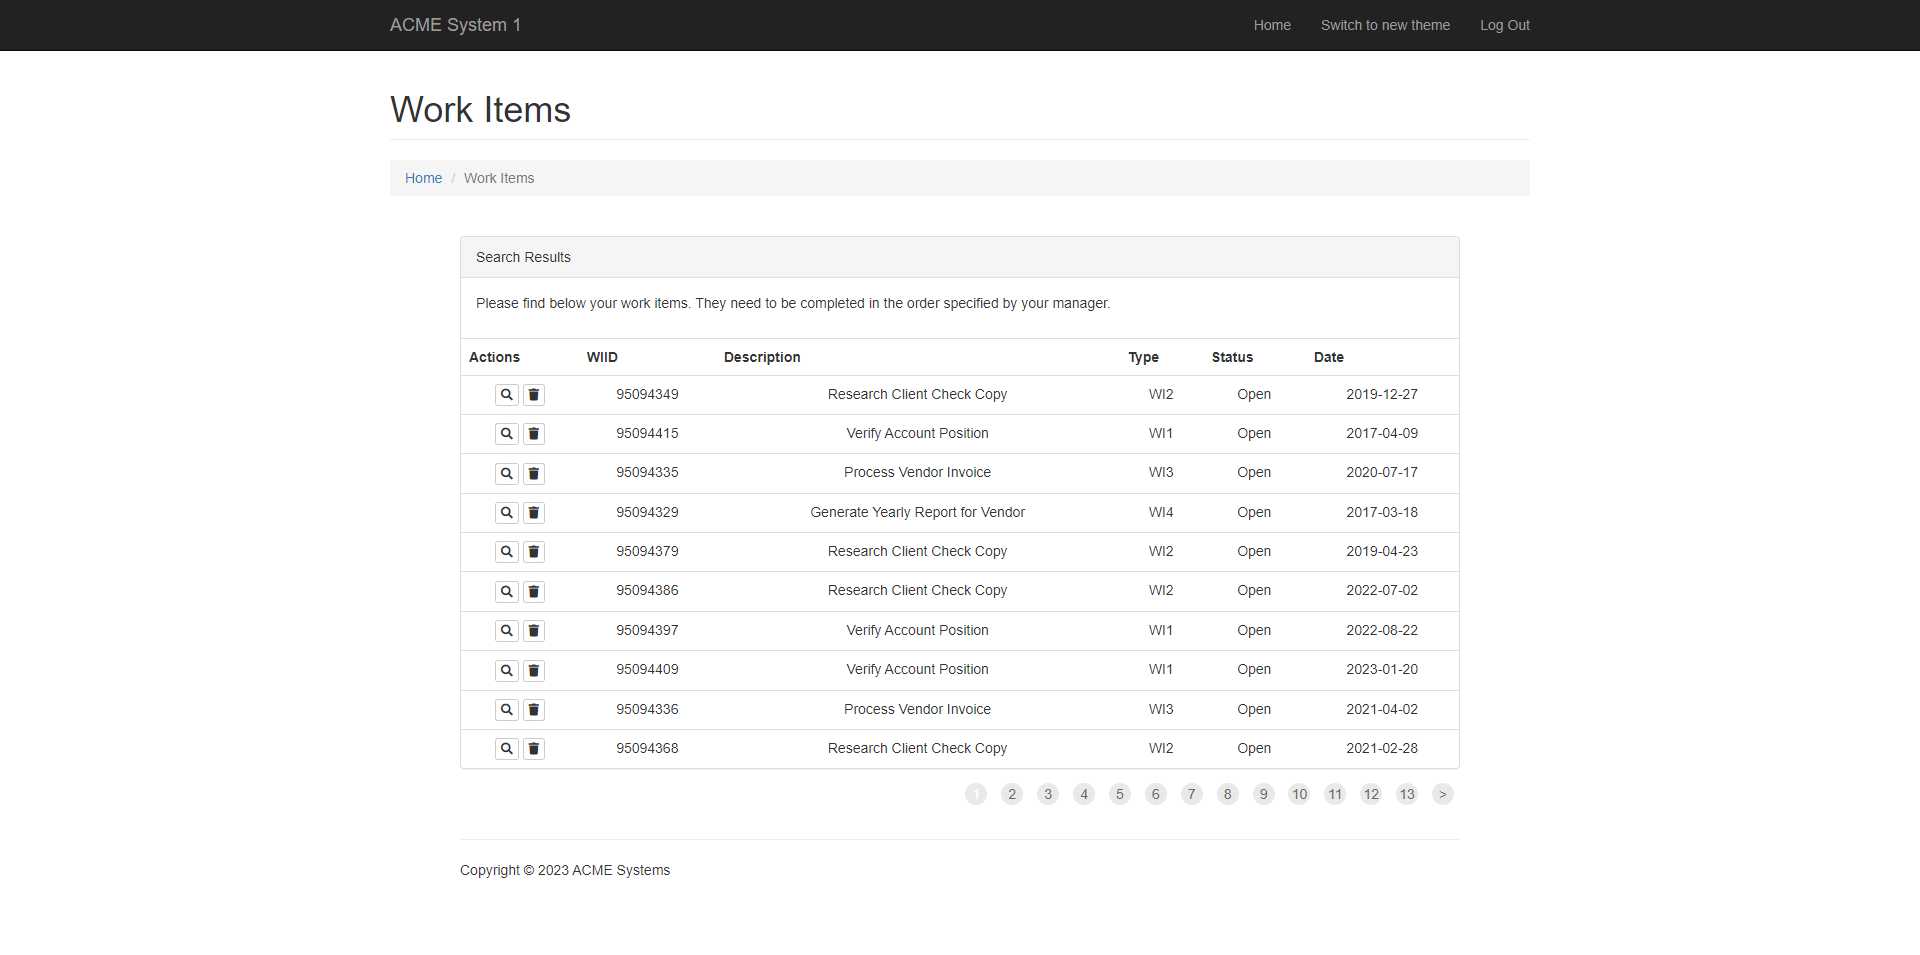 ACME System 1 Home Switch to new theme Log Out
Work Items
Home / Work Items
Search Results
Please find below your work items. They need to be completed in the order specified by your manager.
Actions WIID Description Type Status Date
95094349 Research Client Check Copy WI2 Open 2019-12-27
95094415 Verify Account Position WI1 Open 2017-04-09
95094335 Process Vendor Invoice WI3 Open 2020-07-17
95094329 Generate Yearly Report for Vendor WI4 Open 2017-03-18
95094379 Research Client Check Copy WI2 Open 2019-04-23
95094386 Research Client Check Copy WI2 Open 2022-07-02
95094397 Verify Account Position WI1 Open 2022-08-22
95094409 Verify Account Position WI1 Open 2023-01-20
95094336 Process Vendor Invoice WI3 Open 2021-04-02
95094368 Research Client Check Copy WI2 Open 2021-02-28
1 2 3 4 5 6 7 8 9 10 11 12 13 >
Copyright © 2023 ACME Systems